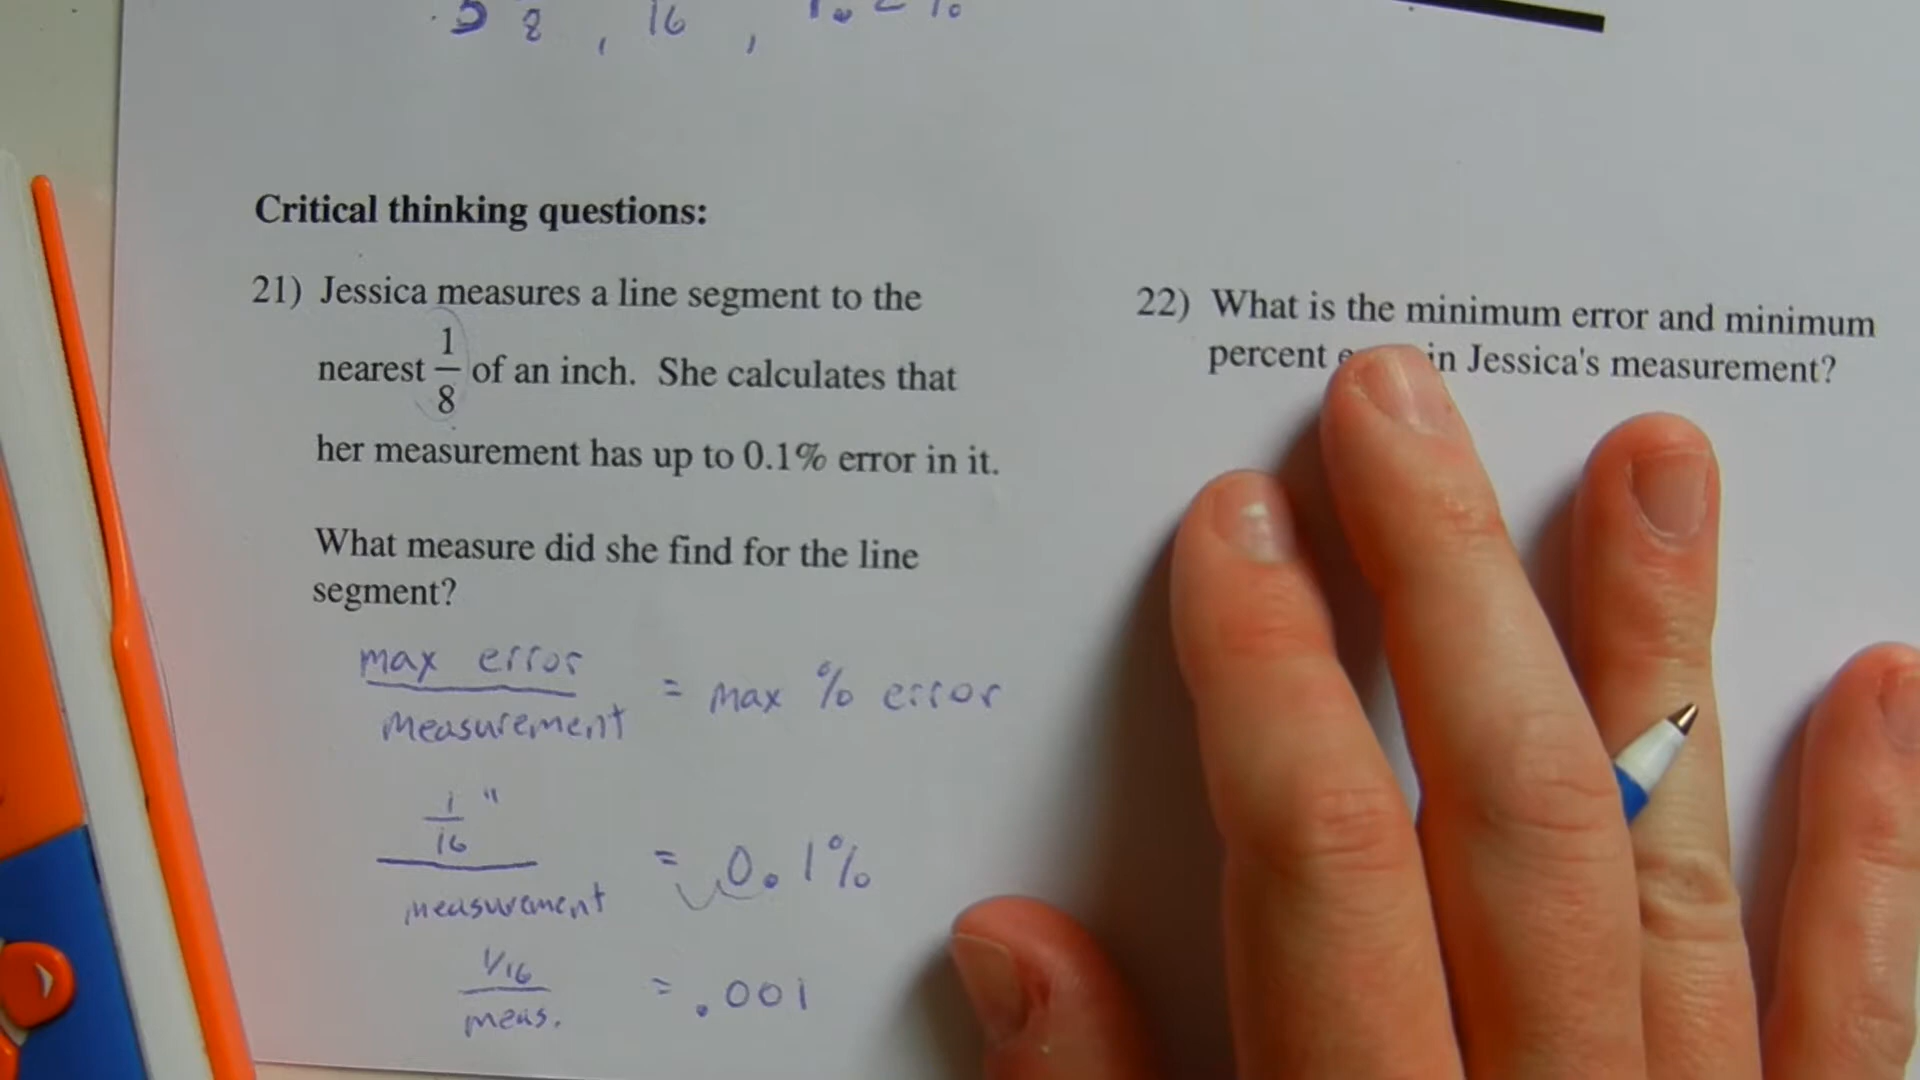 8 , 16 ,
Critical thinking questions:
21) Jessica measures a line segment to the
nearest 1/8 of an inch. She calculates that
her measurement has up to 0.1% error in it.
What measure did she find for the line
segment?
max error
measurement
= max % error
1/16 "
measurement
= 0.1%
1/16
meas.
= .001
22) What is the minimum error and minimum
percent in Jessica's measurement?